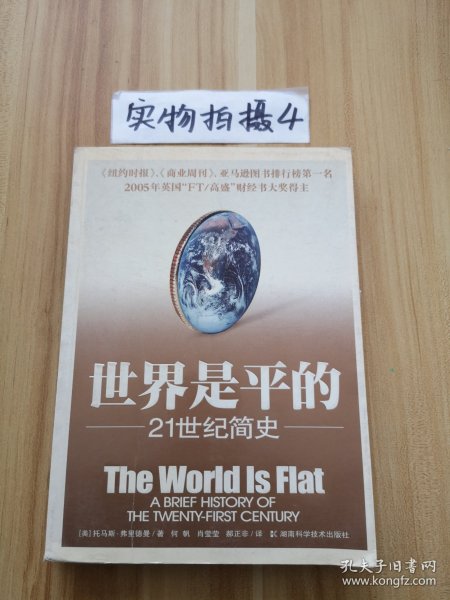 实物拍摄4
《纽约时报》、《商业周刊》、亚马逊图书排行榜第一名
2005年英国“FT/高盛”财经书大奖得主
世界是平的
21世纪简史
The World Is Flat
A BRIEF HISTORY OF
THE TWENTY-FIRST CENTURY
[美]托马斯·弗里德曼/著 何 帆 肖莹莹 郝正非/译 湖南科学技术出版社
孔夫子旧书网
www.kongfz.com